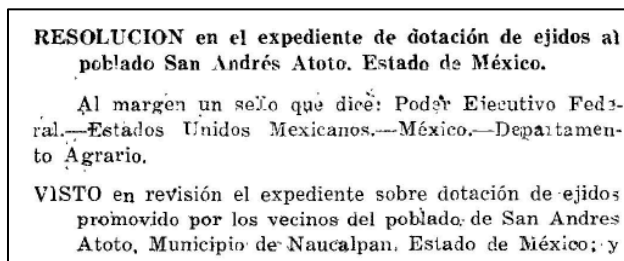 RESOLUCION en el expediente de dotación de ejidos al
poblado San Andrés Atoto. Estado de México.
Al margen un sello que dice: Poder Ejecutivo Fede-
ral.—Estados Unidos Mexicanos.—México.—Departamen-
to Agrario.
VISTO en revisión el expediente sobre dotación de ejidos
promovido por los vecinos del poblado de San Andres
Atoto, Municipio de Naucalpan, Estado de México; y